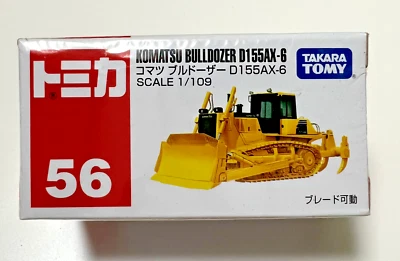 トミカ
56
KOMATSU BULLDOZER D155AX-6
コマツ ブルドーザー D155AX-6
SCALE 1/109
TAKARA
TOMY
ブレード可動